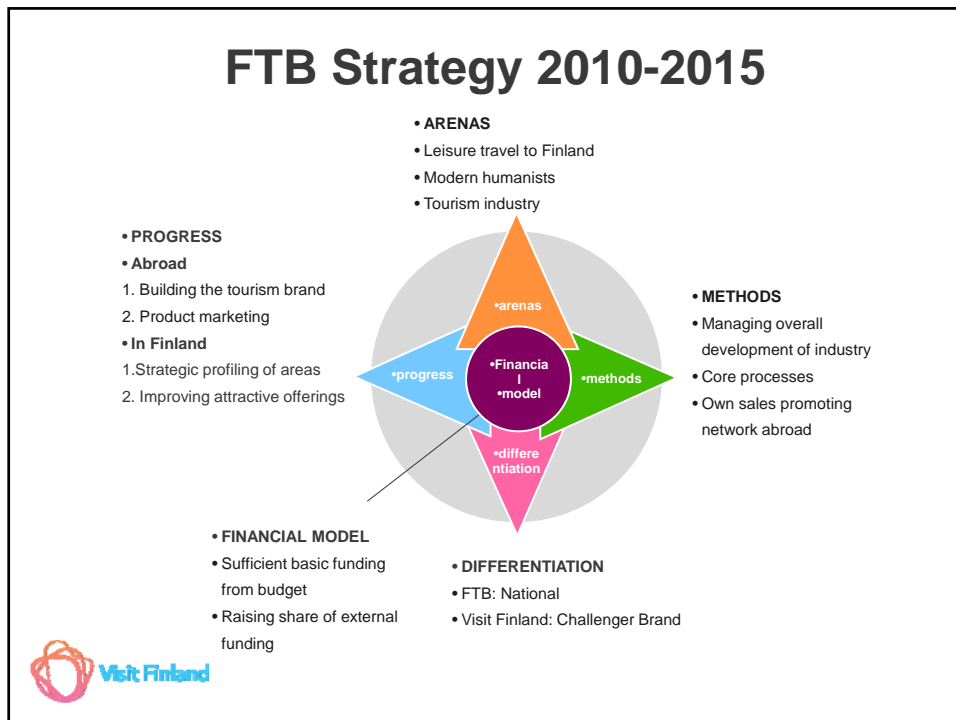 FTB Strategy 2010-2015
• ARENAS
• Leisure travel to Finland
• Modern humanists
• Tourism industry
• PROGRESS
• Abroad
1. Building the tourism brand
2. Product marketing
• In Finland
1.Strategic profiling of areas
2. Improving attractive offerings
•arenas
•progress
•Financia
l
•model
•methods
•differe
ntiation
• METHODS
• Managing overall
development of industry
• Core processes
• Own sales promoting
network abroad
• FINANCIAL MODEL
• Sufficient basic funding
from budget
• Raising share of external
funding
• DIFFERENTIATION
• FTB: National
• Visit Finland: Challenger Brand
Visit Finland